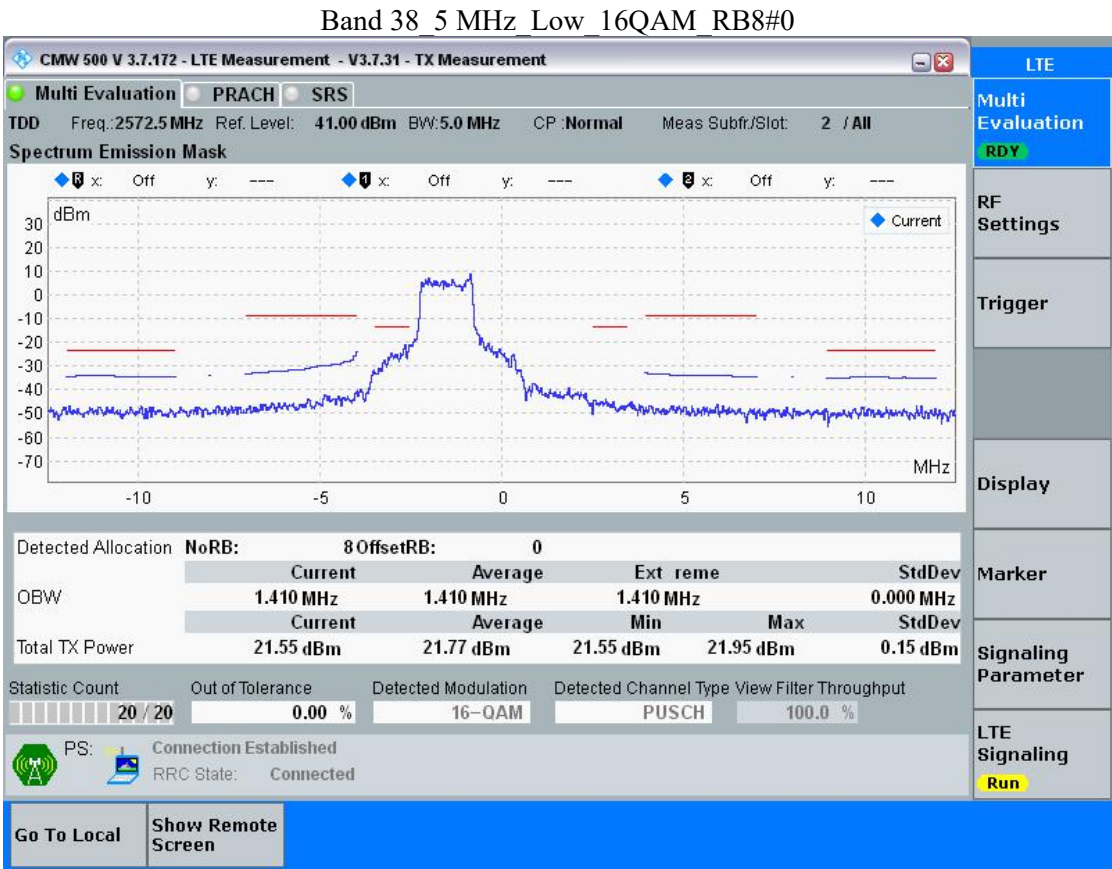 Band 38_5 MHz_Low_16QAM_RB8#0
CMW 500 V 3.7.172 - LTE Measurement - V3.7.31 - TX Measurement
LTE
Multi Evaluation PRACH SRS
Multi Evaluation
RDY
TDD Freq.:2572.5 MHz Ref. Level: 41.00 dBm BW:5.0 MHz CP :Normal Meas Subfr./Slot: 2 / All
Spectrum Emission Mask
R x: Off y: --- 1 x: Off y: --- 2 x: Off y: ---
dBm
Current
30
20
10
0
-10
-20
-30
-40
-50
-60
-70
MHz
-10 -5 0 5 10
RF Settings
Trigger
Display
Marker
Signaling Parameter
LTE Signaling
Run
Detected Allocation NoRB: 8 OffsetRB: 0
Current Average Ext reme StdDev
OBW 1.410 MHz 1.410 MHz 1.410 MHz 0.000 MHz
Current Average Min Max StdDev
Total TX Power 21.55 dBm 21.77 dBm 21.55 dBm 21.95 dBm 0.15 dBm
Statistic Count Out of Tolerance Detected Modulation Detected Channel Type View Filter Throughput
20 / 20 0.00 % 16-QAM PUSCH 100.0 %
PS: Connection Established
RRC State: Connected
Go To Local Show Remote Screen